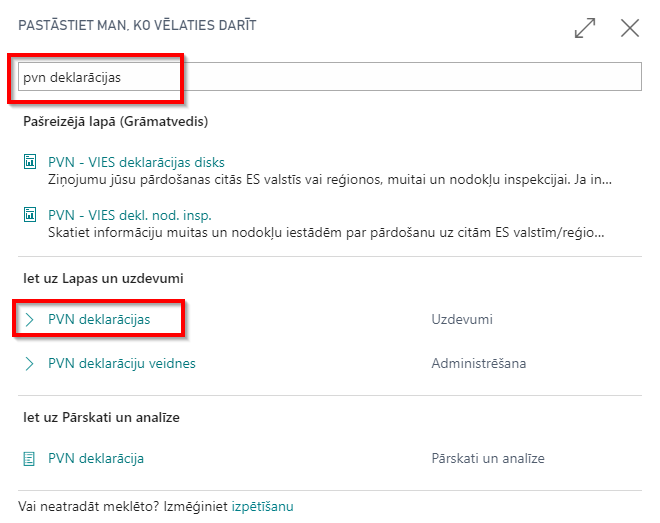 PASTĀSTIET MAN, KO VĒLATIES DARĪT
pvn deklarācijas
Pašreizējā lapā (Grāmatvedis)
PVN - VIES deklarācijas disks
Ziņojumu jūsu pārdošanas citās ES valstīs vai reģionos, muitai un nodokļu inspekcijai. Ja in...
PVN - VIES dekl. nod. insp.
Skatiet informāciju muitas un nodokļu iestādēm par pārdošanu uz citām ES valstīm/reģio...
Iet uz Lapas un uzdevumi
PVN deklarācijas Uzdevumi
PVN deklarāciju veidnes Administrēšana
Iet uz Pārskati un analīze
PVN deklarācija Pārskati un analīze
Vai neatradāt meklēto? Izmēģiniet izpētīšanu